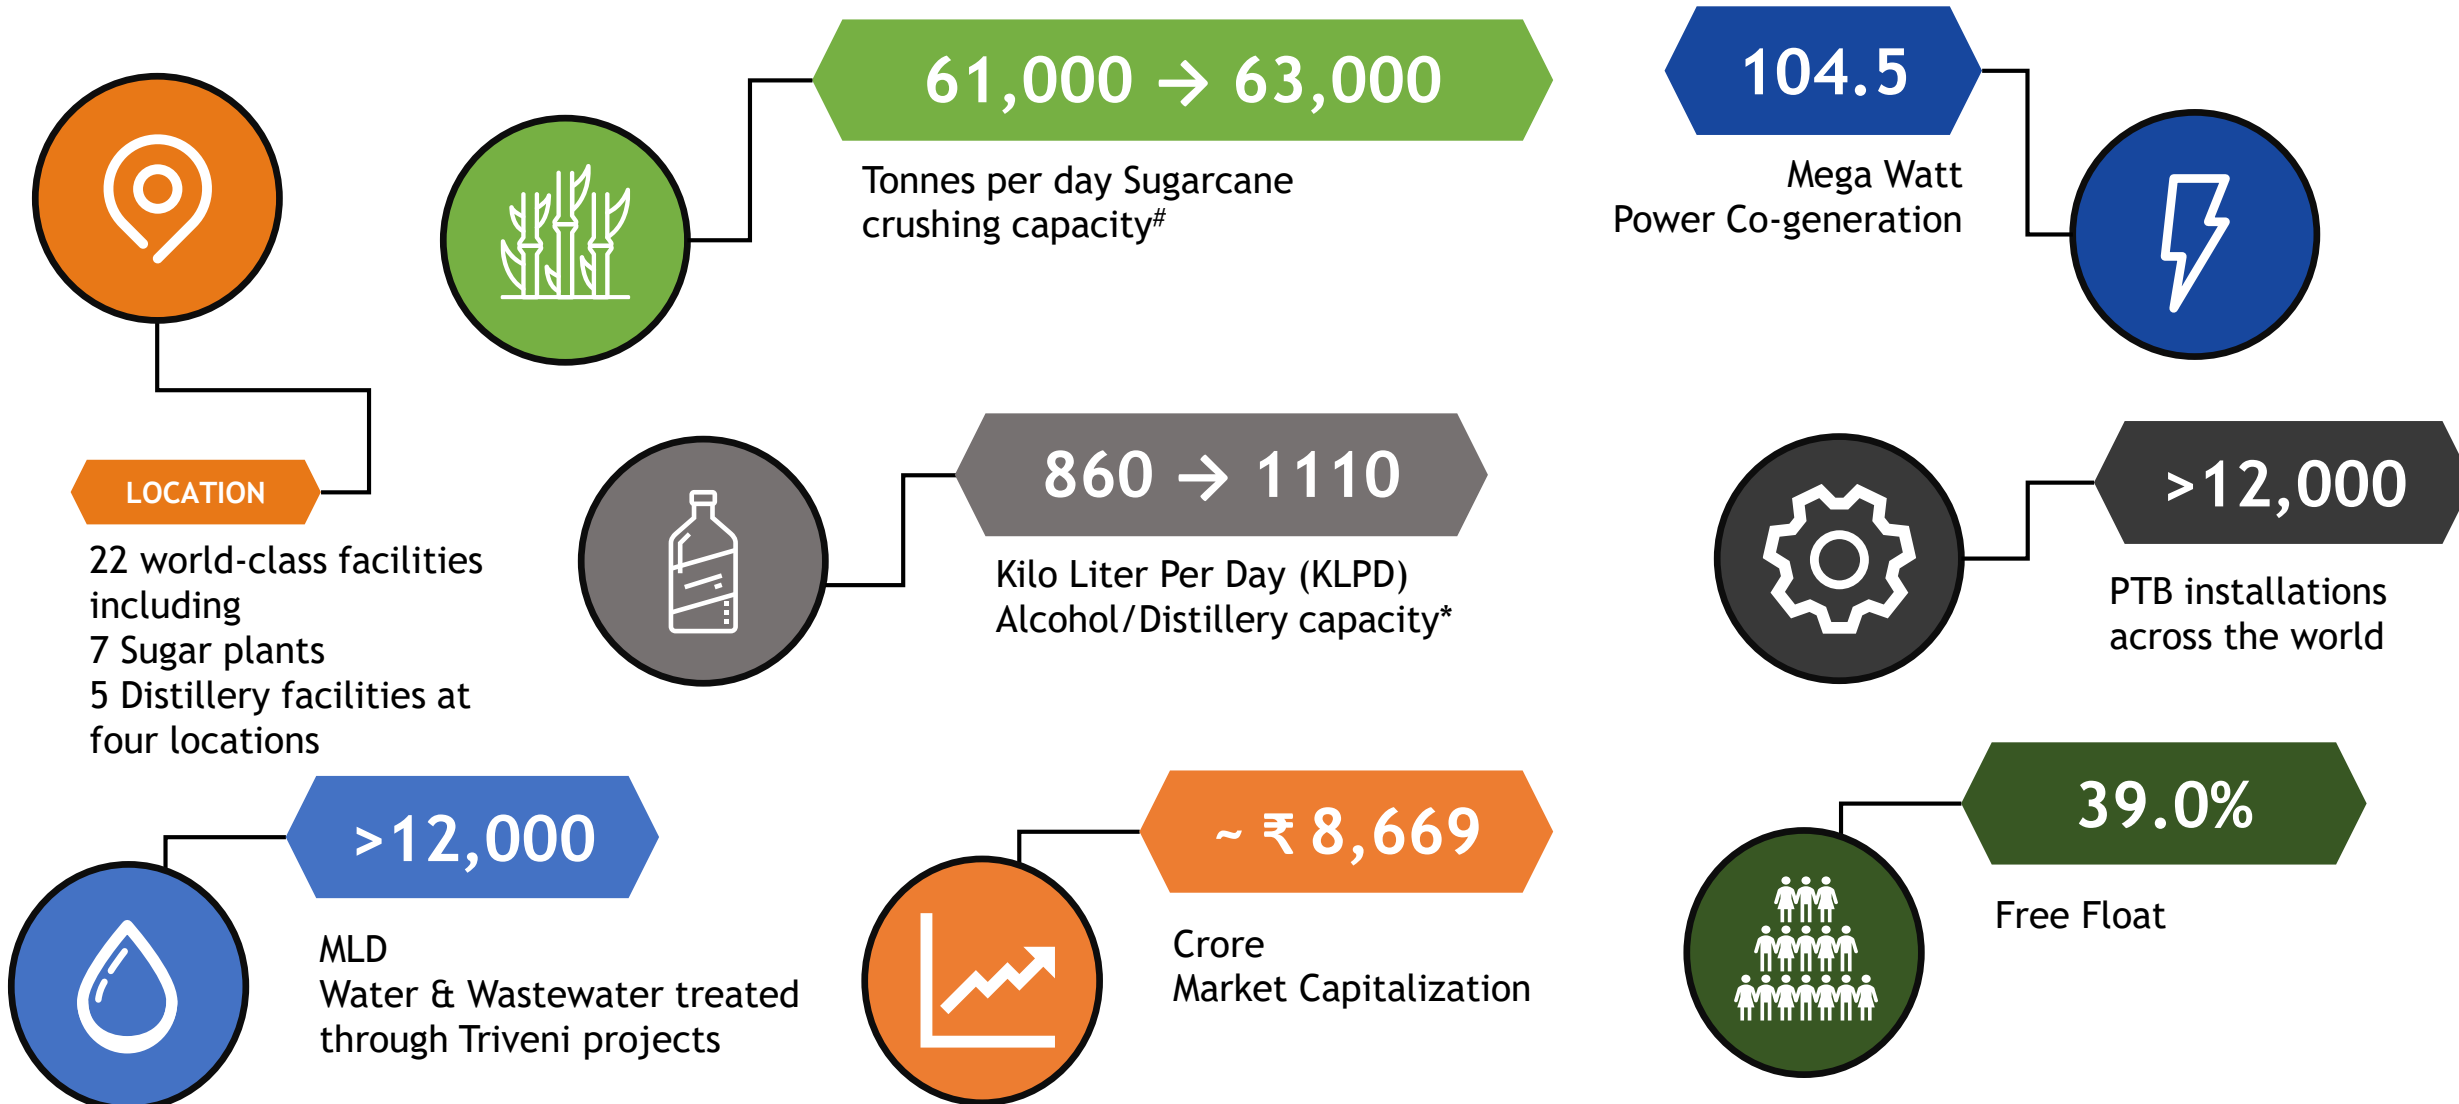 61,000 → 63,000
Tonnes per day Sugarcane
crushing capacity#
104.5
Mega Watt
Power Co-generation
LOCATION
22 world-class facilities
including
7 Sugar plants
5 Distillery facilities at
four locations
860 → 1110
Kilo Liter Per Day (KLPD)
Alcohol/Distillery capacity*
>12,000
PTB installations
across the world
>12,000
MLD
Water & Wastewater treated
through Triveni projects
~ ₹ 8,669
Crore
Market Capitalization
39.0%
Free Float